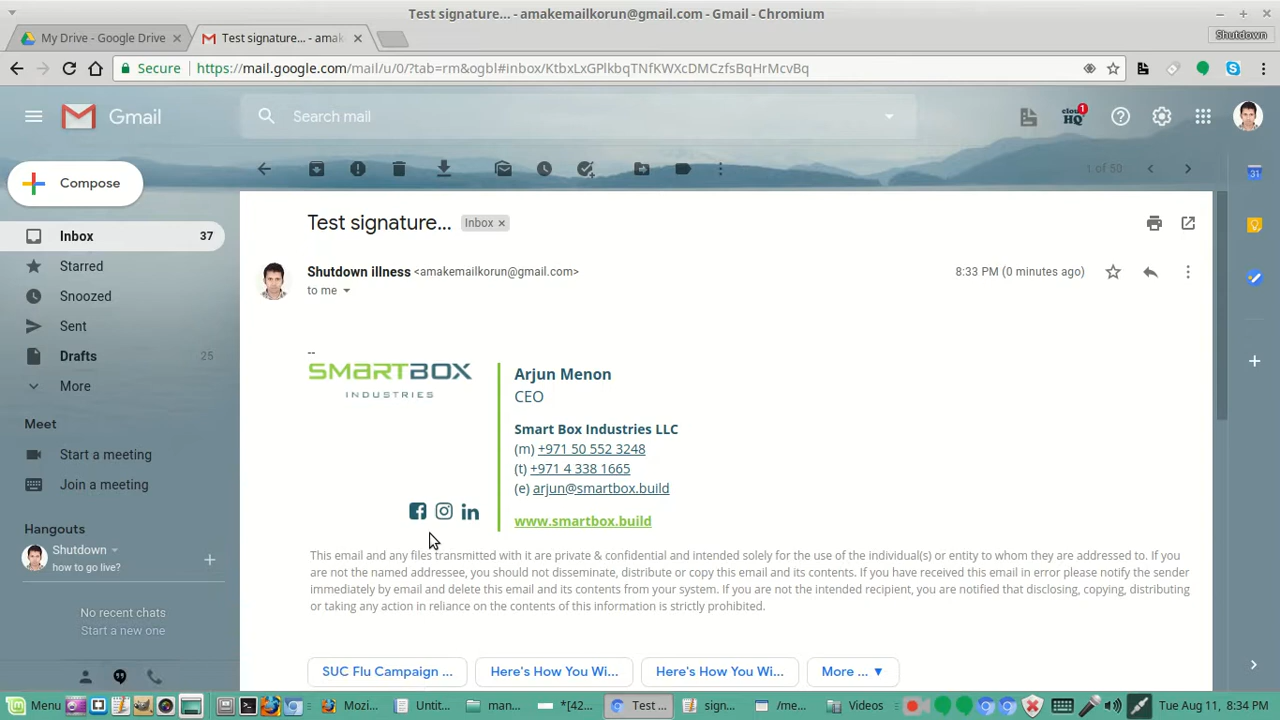 Test signature... - amakemailkorun@gmail.com - Gmail - Chromium
My Drive - Google Drive
Test signature... - amak
Shutdown
Secure
https://mail.google.com/mail/u/0/?tab=rm&ogbl#inbox/KtbxLxGPlkbqTNfKWXcDMCzfsBqHrMcvBq
Gmail
Search mail
cloud HQ 1
Compose
1 of 50
31
Inbox 37
Starred
Snoozed
Sent
Drafts 25
More
Meet
Start a meeting
Join a meeting
Hangouts
Shutdown
how to go live?
No recent chats
Start a new one
Test signature... Inbox x
Shutdown illness <amakemailkorun@gmail.com>
8:33 PM (0 minutes ago)
to me
--
SMARTBOX
INDUSTRIES
Arjun Menon
CEO
Smart Box Industries LLC
(m) +971 50 552 3248
(t) +971 4 338 1665
(e) arjun@smartbox.build
www.smartbox.build
This email and any files transmitted with it are private & confidential and intended solely for the use of the individual(s) or entity to whom they are addressed to. If you
are not the named addressee, you should not disseminate, distribute or copy this email and its contents. If you have received this email in error please notify the sender
immediately by email and delete this email and its contents from your system. If you are not the intended recipient, you are notified that disclosing, copying, distributing
or taking any action in reliance on the contents of this information is strictly prohibited.
SUC Flu Campaign ...
Here's How You Wi...
Here's How You Wi...
More ...
Menu
Mozi...
Untit...
man...
*[42...
Test ...
sign...
/me...
Videos
Tue Aug 11, 8:34 PM